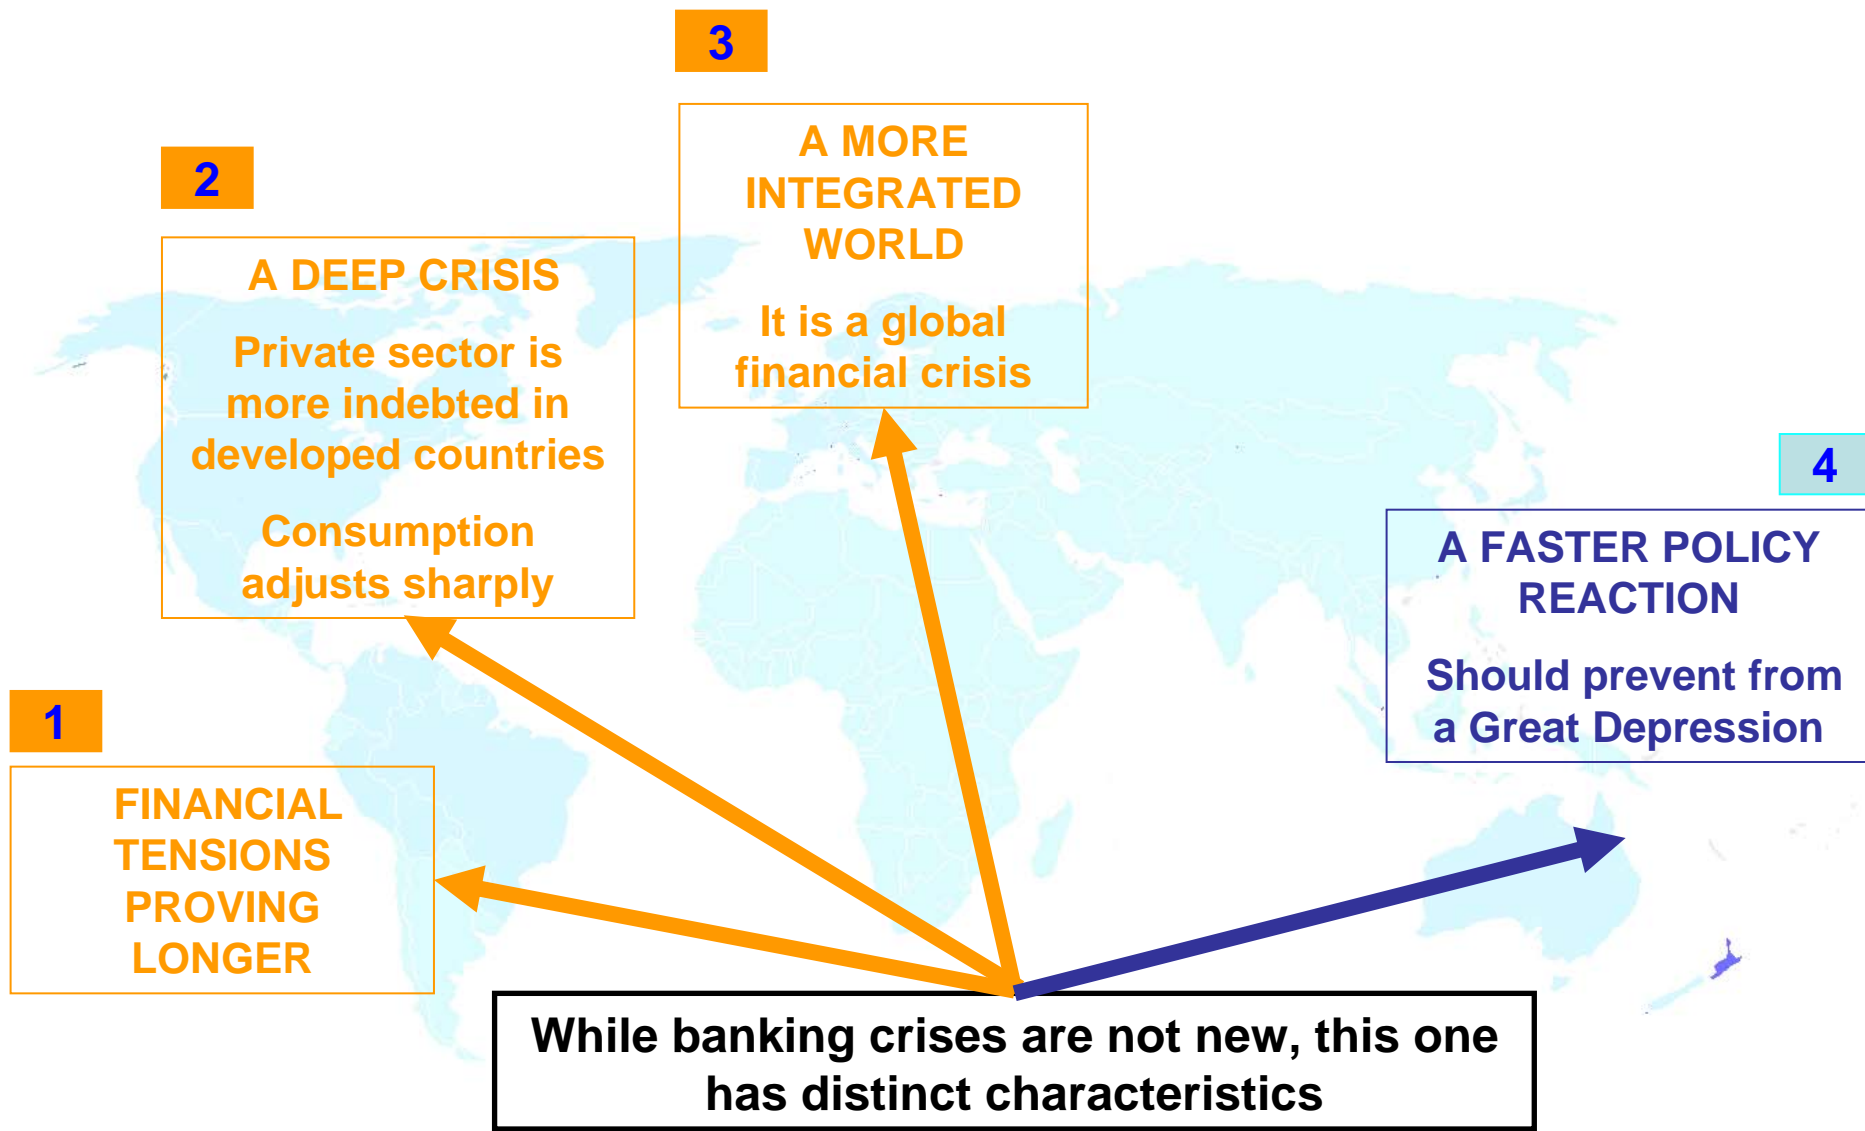 3
A MORE
INTEGRATED
WORLD
It is a global
financial crisis
2
A DEEP CRISIS
Private sector is
more indebted in
developed countries
Consumption
adjusts sharply
4
A FASTER POLICY
REACTION
Should prevent from
a Great Depression
1
FINANCIAL
TENSIONS
PROVING
LONGER
While banking crises are not new, this one
has distinct characteristics